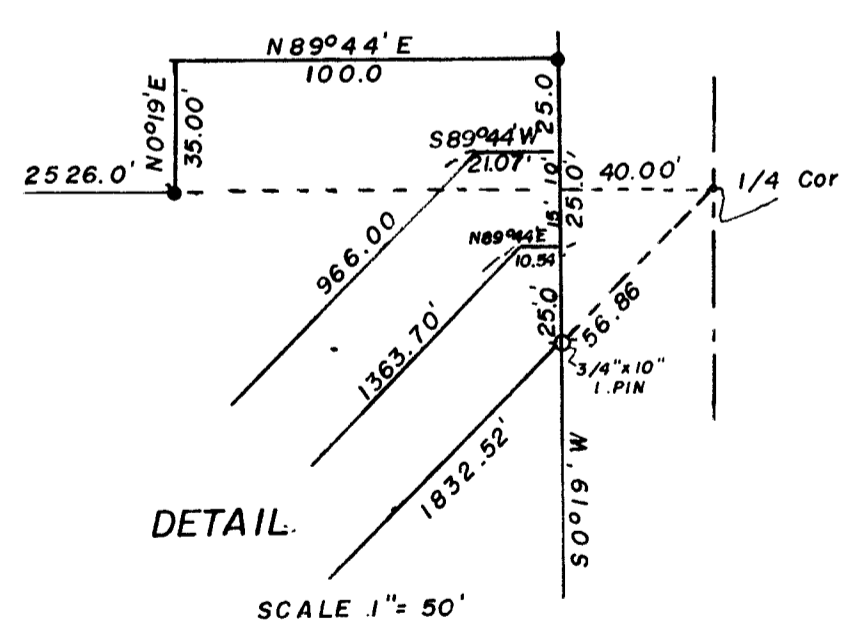 N89°44'E
100.0
N0°19'E
35.00'
25.0
S89°44'W
21.07'
10'
2526.0'
40.00'
1/4 Cor
25.0'
15'
966.00
N89°44'E
10.54
25.0'
56.86
1363.70'
3/4"x10"
I.PIN
1832.52'
S0°19'W
DETAIL
SCALE .1"= 50'